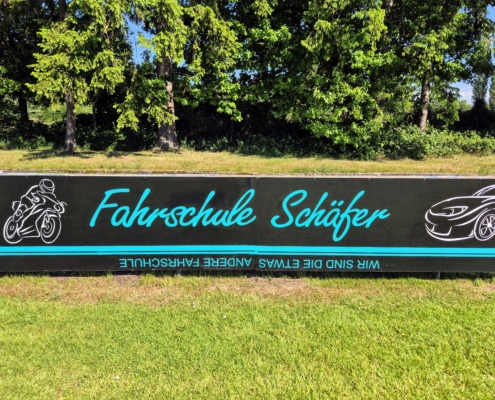 Fahrschule Schäfer
WIR SIND DIE ETWAS ANDERE FAHRSCHULE